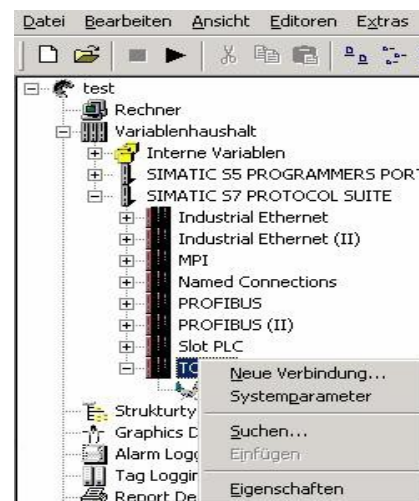 Datei Bearbeiten Ansicht Editoren Extras
test
Rechner
Variablenhaushalt
Interne Variablen
SIMATIC S5 PROGRAMMERS PORT
SIMATIC S7 PROTOCOL SUITE
Industrial Ethernet
Industrial Ethernet (II)
MPI
Named Connections
PROFIBUS
PROFIBUS (II)
Slot PLC
Neue Verbindung...
Systemparameter
Strukturty
Graphics D
Suchen...
Alarm Logg
Einfügen
Tag Loggin
Report De
Eigenschaften